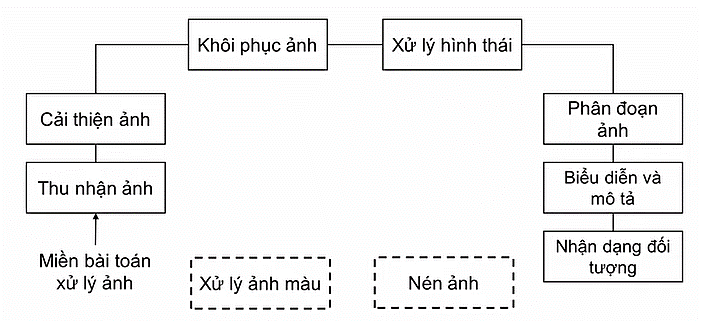 Khôi phục ảnh
Xử lý hình thái
Cải thiện ảnh
Phân đoạn
ảnh
Thu nhận ảnh
Biểu diễn và
mô tả
Nhận dạng đối
tượng
Miền bài toán
xử lý ảnh
Xử lý ảnh màu
Nén ảnh